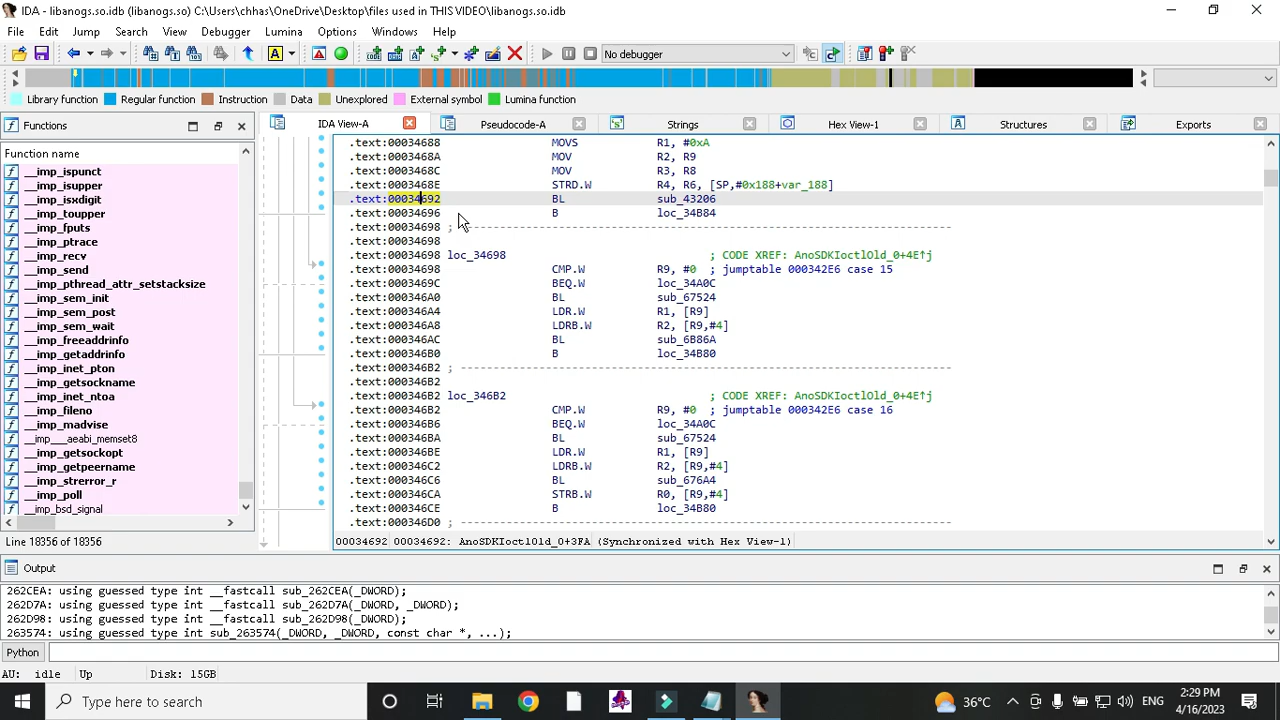 IDA - libanogs.so.idb (libanogs.so) C:\Users\chhas\OneDrive\Desktop\files used in THIS VIDEO\libanogs.so.idb
File Edit Jump Search View Debugger Lumina Options Windows Help
No debugger
Library function Regular function Instruction Data Unexplored External symbol Lumina function
Functions
IDA View-A Pseudocode-A Strings Hex View-1 Structures Exports
Function name
__imp_ispunct
__imp_isupper
__imp_isxdigit
__imp_toupper
__imp_fputs
__imp_ptrace
__imp_recv
__imp_send
__imp_pthread_attr_setstacksize
__imp_sem_init
__imp_sem_post
__imp_sem_wait
__imp_freeaddrinfo
__imp_getaddrinfo
__imp_inet_pton
__imp_getsockname
__imp_inet_ntoa
__imp_fileno
__imp_madvise
__imp___aeabi_memset8
__imp_getsockopt
__imp_getpeername
__imp_strerror_r
__imp_poll
__imp_bsd_signal
Line 18356 of 18356
.text:00034688 MOVS R1, #0xA
.text:0003468A MOV R2, R9
.text:0003468C MOV R3, R8
.text:0003468E STRD.W R4, R6, [SP,#0x188+var_188]
.text:00034692 BL sub_43206
.text:00034696 B loc_34B84
.text:00034698 ; ---------------------------------------------------------------------------
.text:00034698
.text:00034698 loc_34698 ; CODE XREF: AnoSDKIoctlOld_0+4E↑j
.text:00034698 CMP.W R9, #0 ; jumptable 000342E6 case 15
.text:0003469C BEQ.W loc_34A0C
.text:000346A0 BL sub_67524
.text:000346A4 LDR.W R1, [R9]
.text:000346A8 LDRB.W R2, [R9,#4]
.text:000346AC BL sub_6B86A
.text:000346B0 B loc_34B80
.text:000346B2 ; ---------------------------------------------------------------------------
.text:000346B2
.text:000346B2 loc_346B2 ; CODE XREF: AnoSDKIoctlOld_0+4E↑j
.text:000346B2 CMP.W R9, #0 ; jumptable 000342E6 case 16
.text:000346B6 BEQ.W loc_34A0C
.text:000346BA BL sub_67524
.text:000346BE LDR.W R1, [R9]
.text:000346C2 LDRB.W R2, [R9,#4]
.text:000346C6 BL sub_676A4
.text:000346CA STRB.W R0, [R9,#4]
.text:000346CE B loc_34B80
.text:000346D0 ; ---------------------------------------------------------------------------
00034692 00034692: AnoSDKIoctlOld_0+3FA (Synchronized with Hex View-1)
Output
262CEA: using guessed type int __fastcall sub_262CEA(_DWORD);
262D7A: using guessed type int __fastcall sub_262D7A(_DWORD, _DWORD);
262D98: using guessed type int __fastcall sub_262D98(_DWORD);
263574: using guessed type int sub_263574(_DWORD, _DWORD, const char *, ...);
Python
AU: idle Up Disk: 15GB
Type here to search
36°C
ENG
2:29 PM
4/16/2023